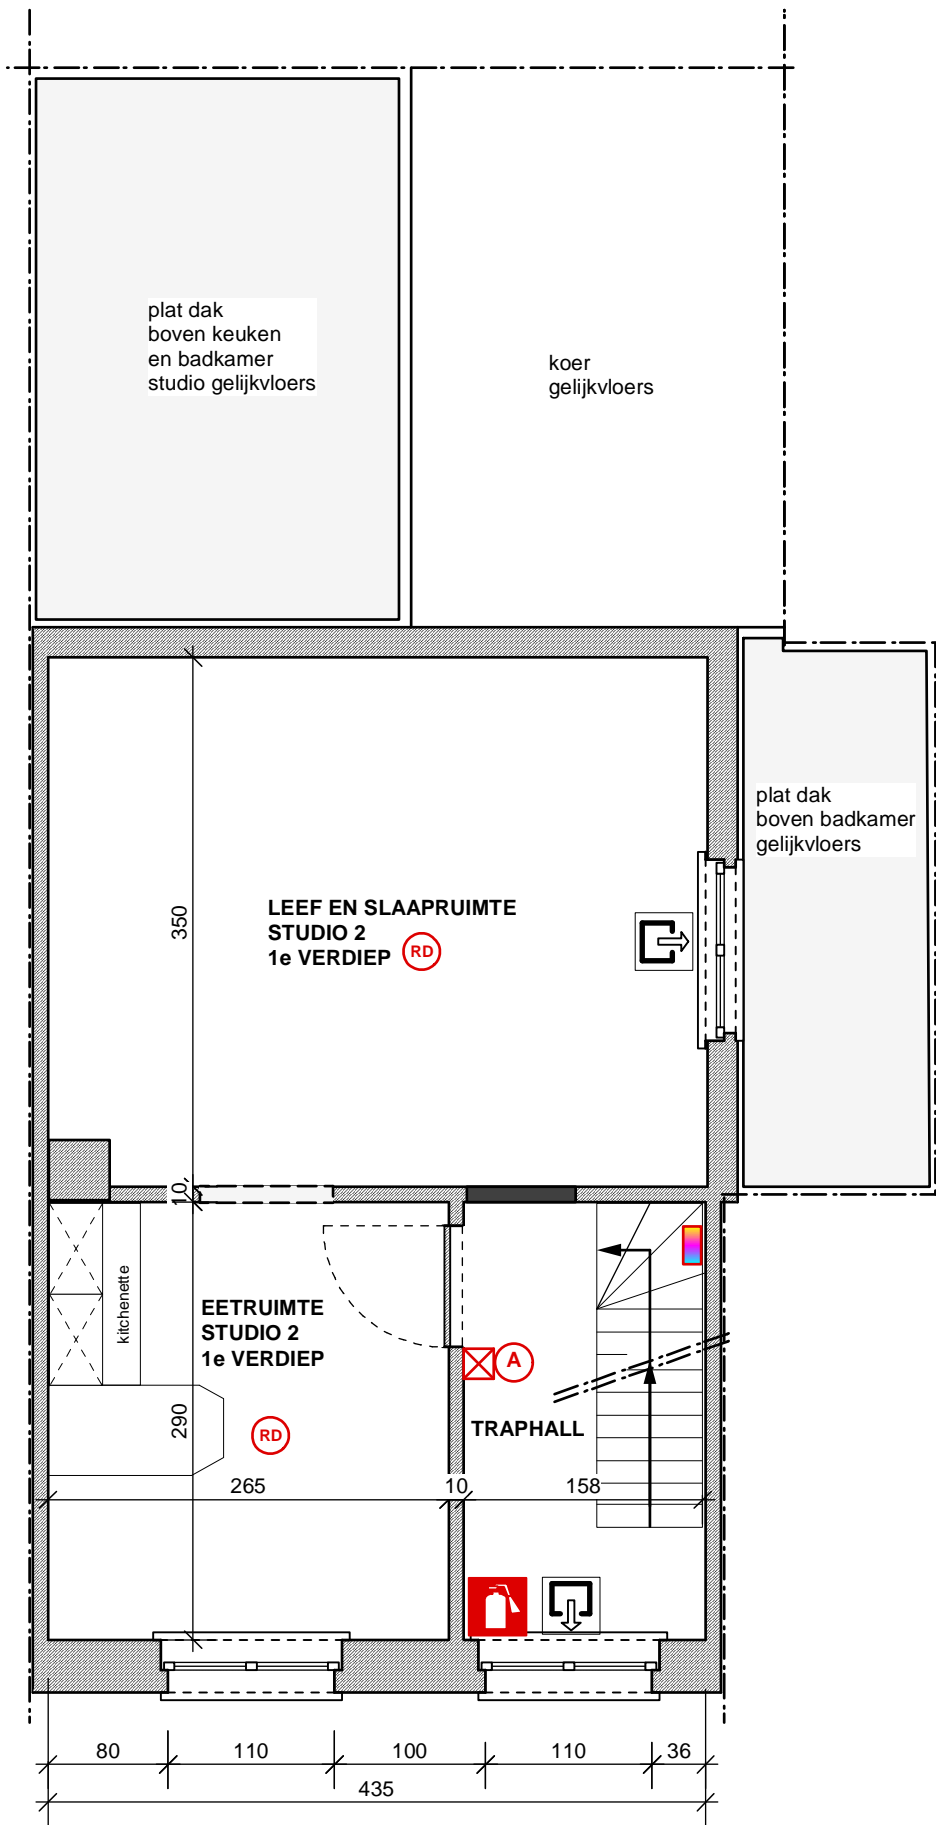 plat dak
boven keuken
en badkamer
studio gelijkvloers
koer
gelijkvloers
plat dak
boven badkamer
gelijkvloers
LEEF EN SLAAPRUIMTE
STUDIO 2
1e VERDIEP
RD
350
10
kitchenette
EETRUIMTE
STUDIO 2
1e VERDIEP
A
290
RD
TRAPHALL
265
10
158
80
110
100
110
36
435